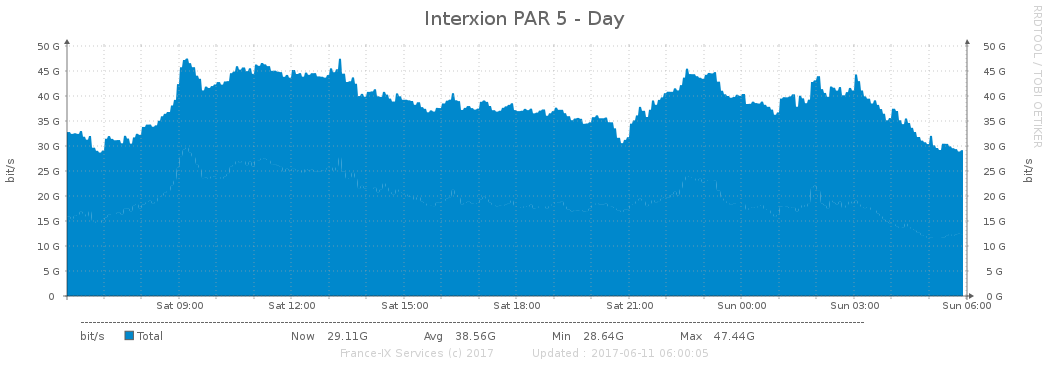 Interxion PAR 5 - Day
RRDTOOL / TOBI OETIKER
50 G 50 G
45 G 45 G
40 G 40 G
35 G 35 G
30 G 30 G
25 G 25 G
20 G 20 G
15 G 15 G
10 G 10 G
5 G 5 G
0 0 G
bit/s
bit/s
Sat 09:00 Sat 12:00 Sat 15:00 Sat 18:00 Sat 21:00 Sun 00:00 Sun 03:00 Sun 06:00
bit/s Total Now 29.11G Avg 38.56G Min 28.64G Max 47.44G
France-IX Services (c) 2017 Updated : 2017-06-11 06:00:05